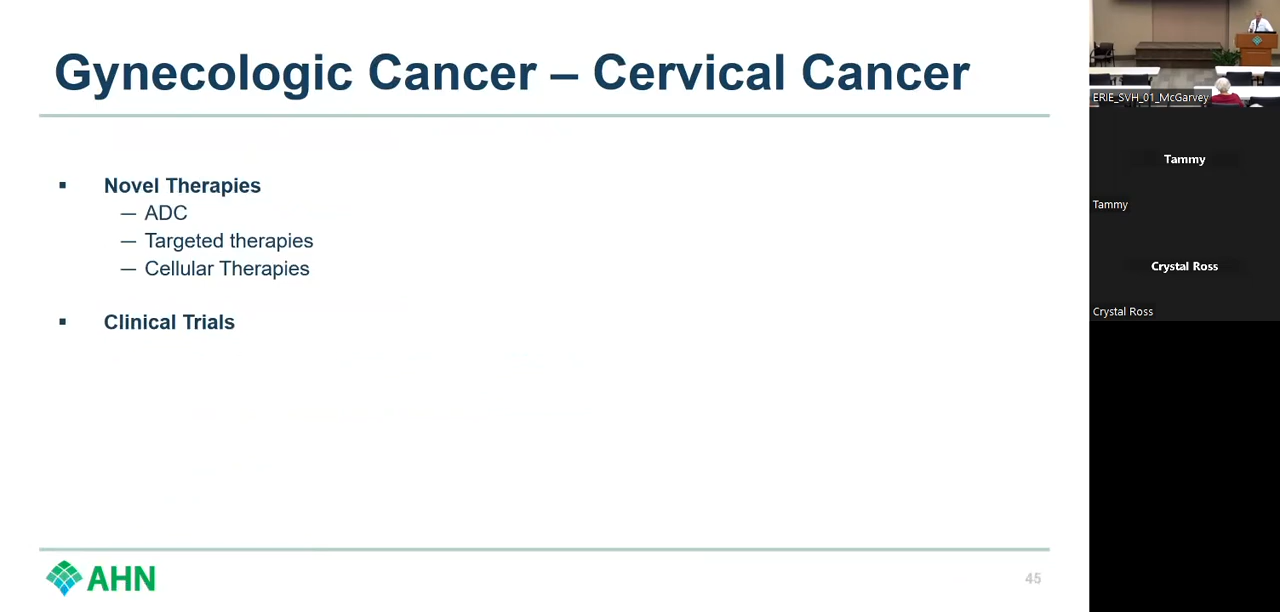 Gynecologic Cancer – Cervical Cancer
▪ Novel Therapies
— ADC
— Targeted therapies
— Cellular Therapies
▪ Clinical Trials
AHN
45
ERIE_SVH_01_McGarvey
Tammy
Tammy
Crystal Ross
Crystal Ross